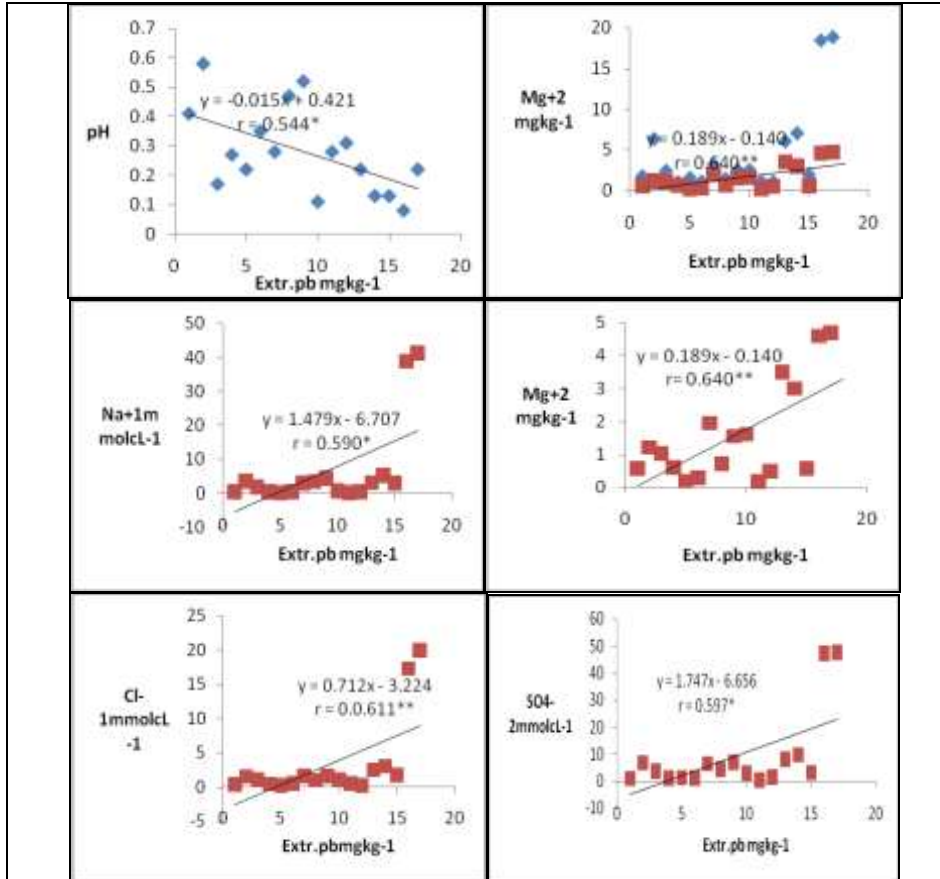 0.7
0.6
0.5
0.4
0.3
0.2
0.1
0
pH
y = -0.015x + 0.421
r = 0.544*
0 5 10 15 20
Extr.pb mgkg-1
20
15
10
5
0
Mg+2
mgkg-1
y = 0.189x - 0.140
r= 0.640**
0 5 10 15 20
Extr.pb mgkg-1
50
40
30
20
10
0
-10
Na+1m
molcL-1
y = 1.479x - 6.707
r = 0.590*
0 5 10 15 20
Extr.pb mgkg-1
5
4
3
2
1
0
Mg+2
mgkg-1
y = 0.189x - 0.140
r= 0.640**
0 10 20
Extr.pb mgkg-1
25
20
15
10
5
0
-5
Cl-
1mmolcL
-1
y = 0.712x - 3.224
r = 0.0.611**
0 5 10 15 20
Extr.pbmgkg-1
60
50
40
30
20
10
0
-10
SO4-
2mmolcL-1
y = 1.747x - 6.656
r = 0.597*
0 5 10 15 20
Extr.pb mgkg-1